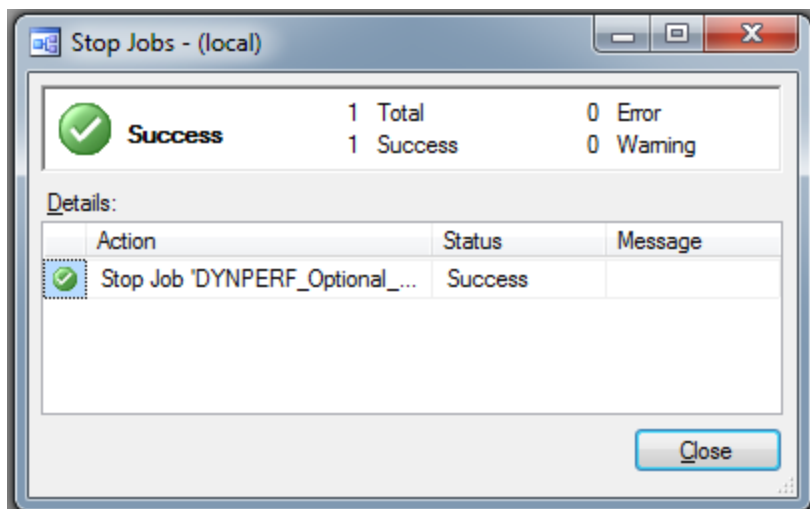 Stop Jobs - (local)
Success
1 Total 0 Error
1 Success 0 Warning
Details:
Action Status Message
Stop Job 'DYNPERF_Optional_... Success
Close